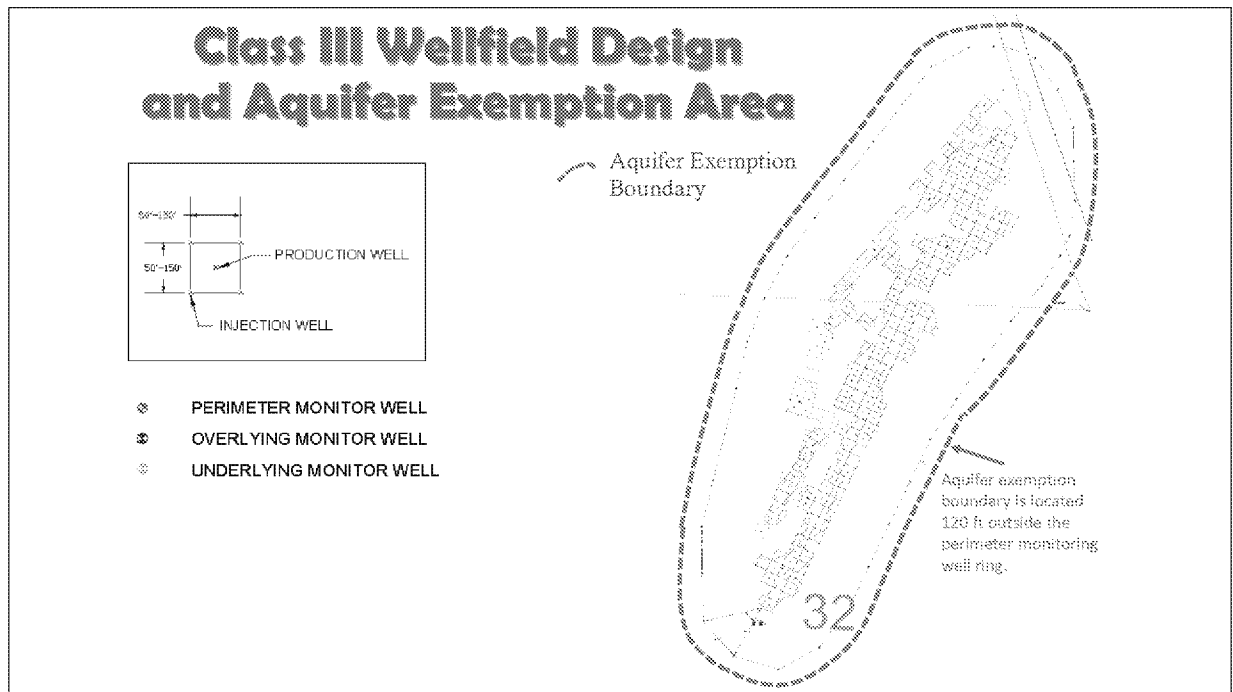 Class III Wellfield Design
and Aquifer Exemption Area
Aquifer Exemption
Boundary
50'-150'
PRODUCTION WELL
INJECTION WELL
PERIMETER MONITOR WELL
OVERLYING MONITOR WELL
UNDERLYING MONITOR WELL
Aquifer exemption
boundary is located
120 ft outside the
perimeter monitoring
well ring.
32